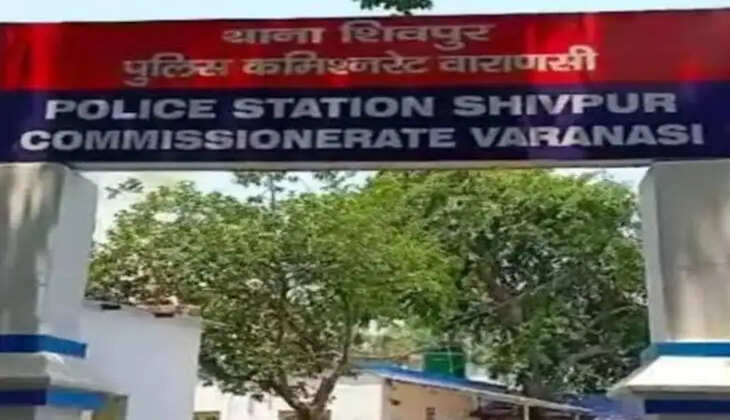 थाना शिवपुर
पुलिस कमिश्नरेट वाराणसी
POLICE STATION SHIVPUR
COMMISSIONERATE VARANASI